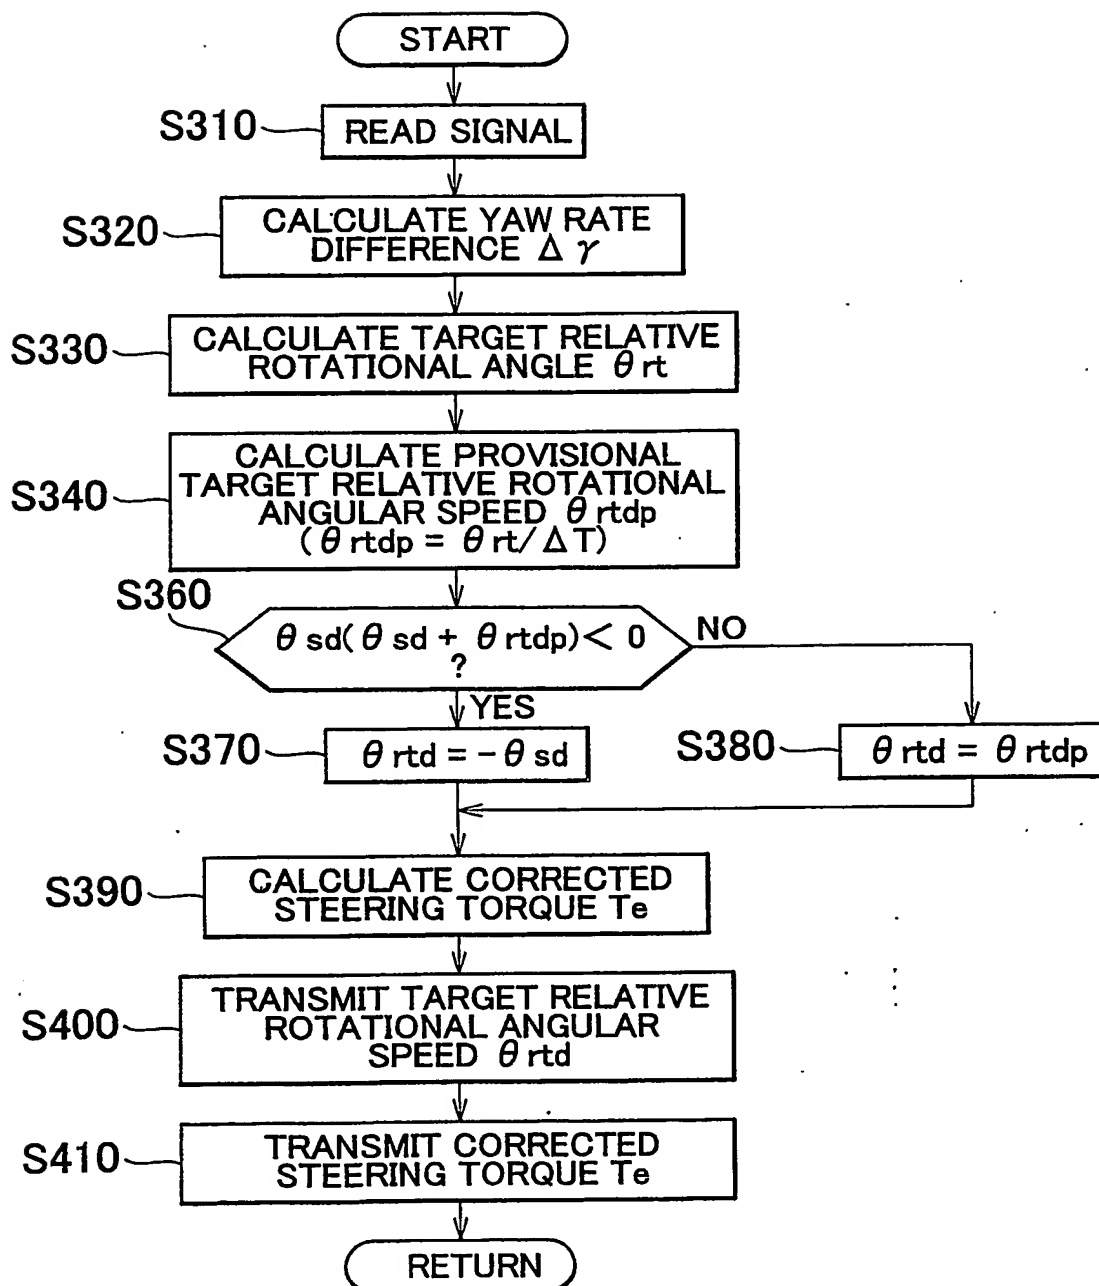 START
S310
READ SIGNAL
S320
CALCULATE YAW RATE
DIFFERENCE Δγ
S330
CALCULATE TARGET RELATIVE
ROTATIONAL ANGLE θrt
S340
CALCULATE PROVISIONAL
TARGET RELATIVE ROTATIONAL
ANGULAR SPEED θrtdp
(θrtdp = θrt/ΔT)
S360
θsd(θsd + θrtdp) < 0
?
NO
YES
S370
θrtd = -θsd
S380
θrtd = θrtdp
S390
CALCULATE CORRECTED
STEERING TORQUE Te
S400
TRANSMIT TARGET RELATIVE
ROTATIONAL ANGULAR
SPEED θrtd
S410
TRANSMIT CORRECTED
STEERING TORQUE Te
RETURN